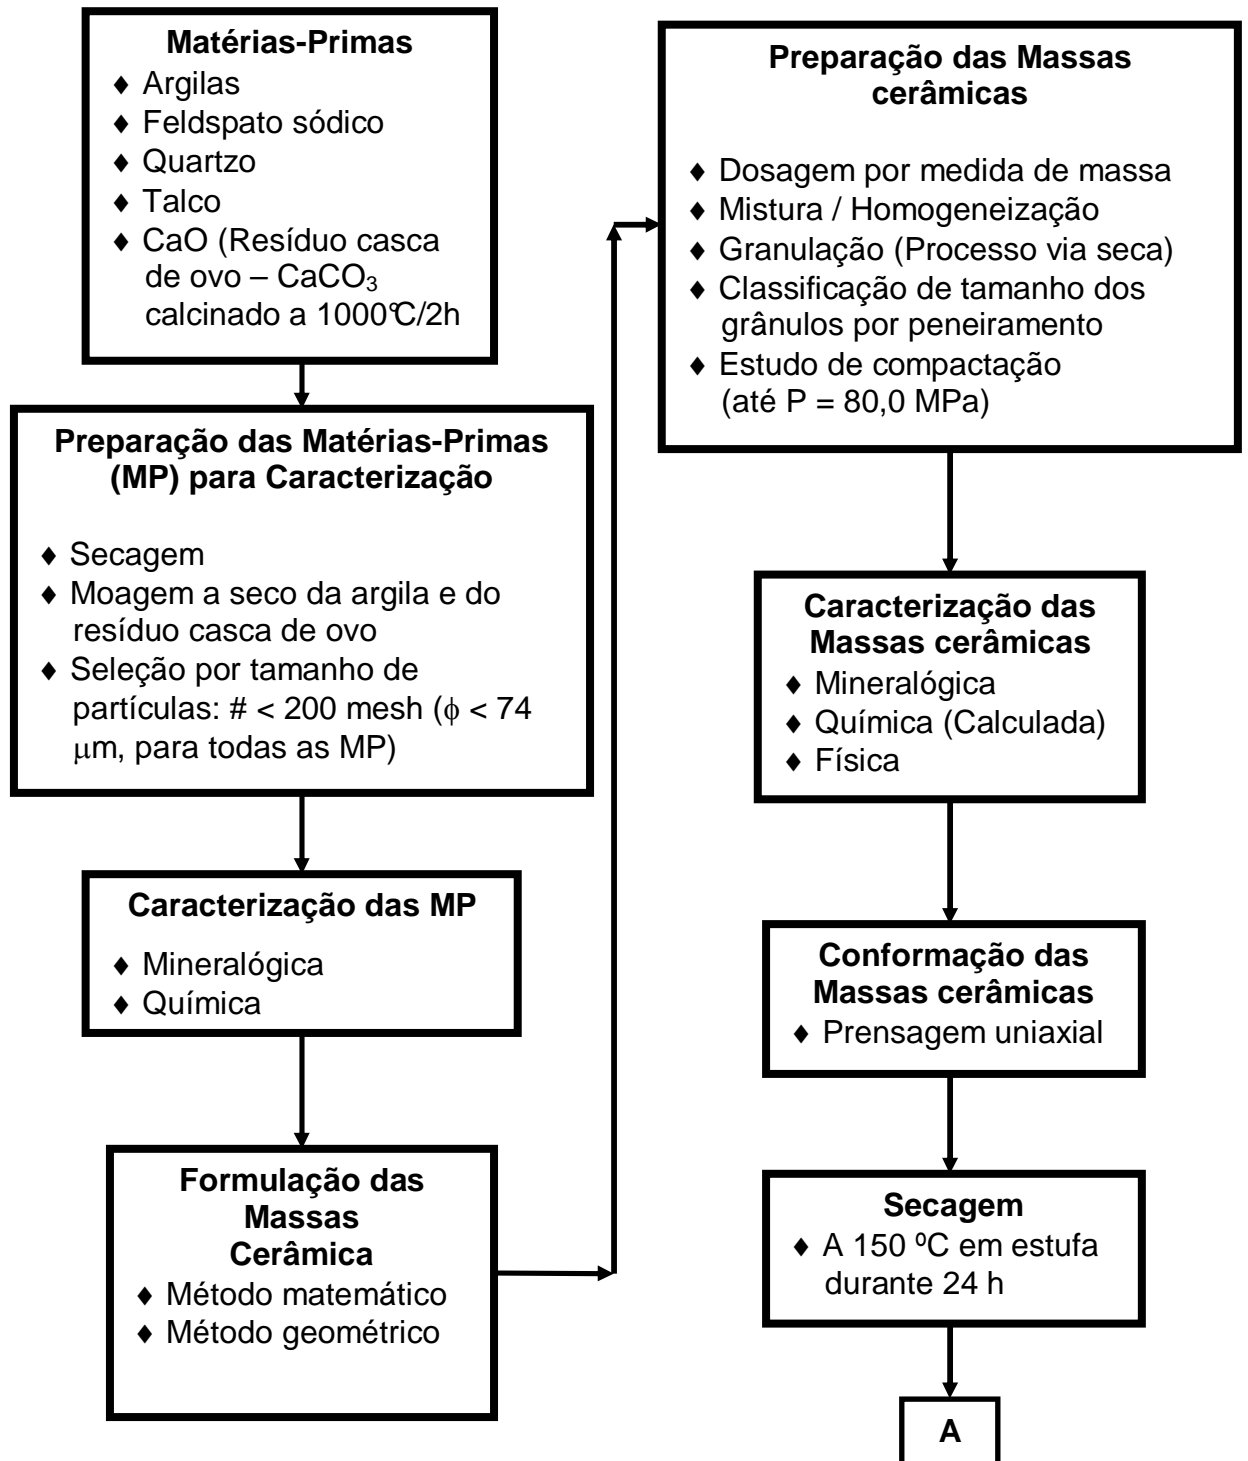 Matérias-Primas
♦ Argilas
♦ Feldspato sódico
♦ Quartzo
♦ Talco
♦ CaO (Resíduo casca
de ovo – CaCO₃
calcinado a 1000℃/2h
Preparação das Matérias-Primas
(MP) para Caracterização
♦ Secagem
♦ Moagem a seco da argila e do
resíduo casca de ovo
♦ Seleção por tamanho de
partículas: # < 200 mesh (ϕ < 74
μm, para todas as MP)
Caracterização das MP
♦ Mineralógica
♦ Química
Formulação das
Massas
Cerâmica
♦ Método matemático
♦ Método geométrico
Preparação das Massas
cerâmicas
♦ Dosagem por medida de massa
♦ Mistura / Homogeneização
♦ Granulação (Processo via seca)
♦ Classificação de tamanho dos
grânulos por peneiramento
♦ Estudo de compactação
(até P = 80,0 MPa)
Caracterização das
Massas cerâmicas
♦ Mineralógica
♦ Química (Calculada)
♦ Física
Conformação das
Massas cerâmicas
♦ Prensagem uniaxial
Secagem
♦ A 150 ºC em estufa
durante 24 h
A